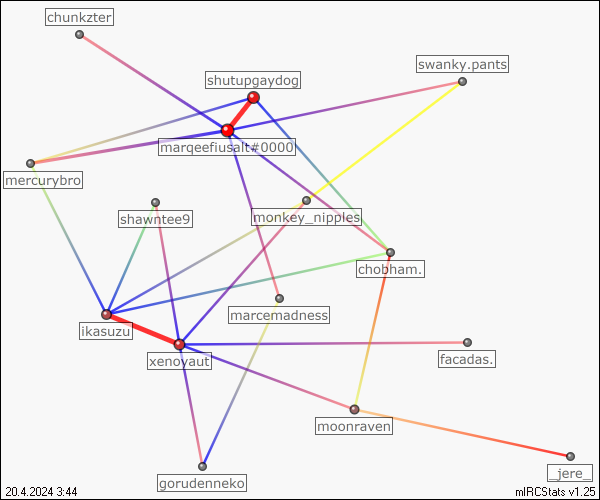 chunkzter
swanky.pants
shutupgaydog
marqeefiusalt#0000
mercurybro
shawntee9
monkey_nipples
chobham.
marcemadness
ikasuzu
xenoyaut
facadas.
moonraven
gorudenneko
_jere_
20.4.2024 3:44
mIRCStats v1.25